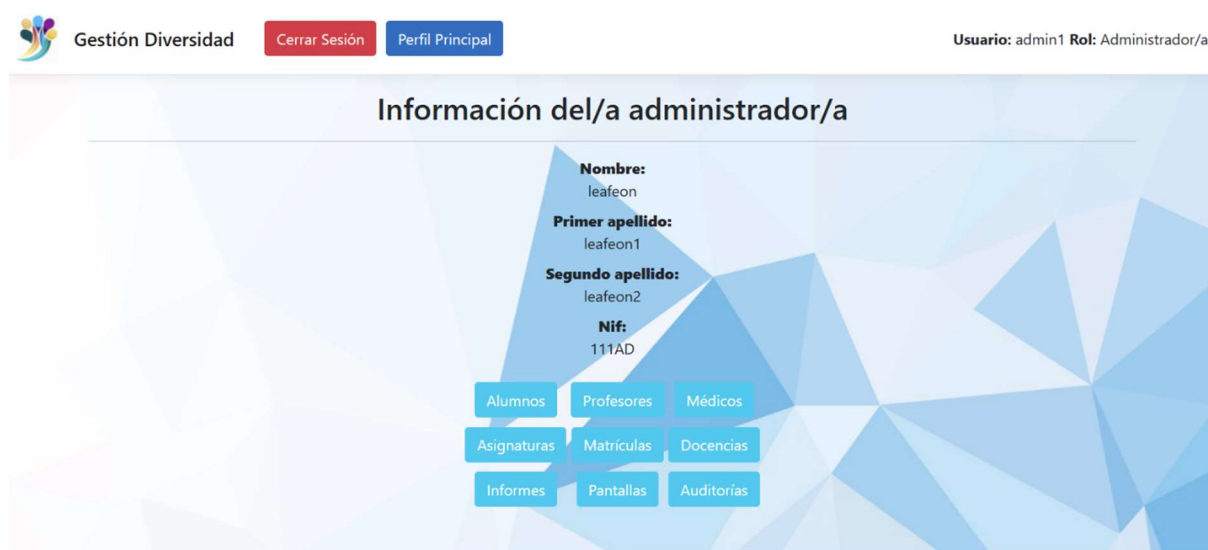 Gestión Diversidad Cerrar Sesión Perfil Principal Usuario: admin1 Rol: Administrador/a
Información del/a administrador/a
Nombre:
leafeon
Primer apellido:
leafeon1
Segundo apellido:
leafeon2
Nif:
111AD
Alumnos Profesores Médicos
Asignaturas Matrículas Docencias
Informes Pantallas Auditorías